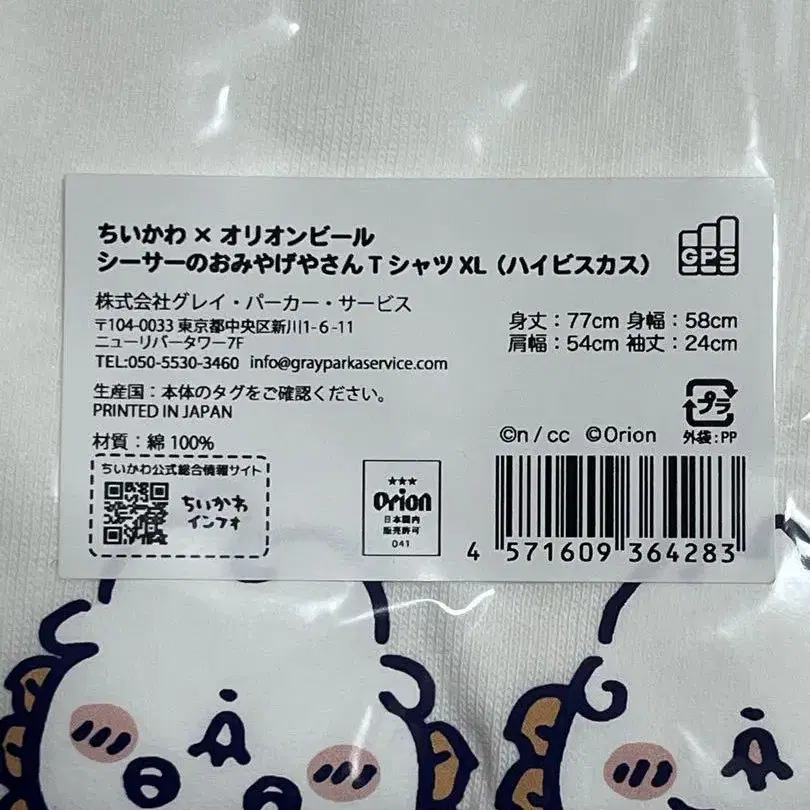 ちいかわ × オリオンビール
シーサーのおみやげやさん T シャツ XL（ハイビスカス）
GPS
株式会社グレイ・パーカー・サービス
〒104-0033 東京都中央区新川1-6-11
ニューリバータワー7F
TEL:050-5530-3460 info@grayparkaservice.com
身丈：77cm 身幅：58cm
肩幅：54cm 袖丈：24cm
生産国：本体のタグをご確認ください。
PRINTED IN JAPAN
材質：綿 100%
プラ
外袋：PP
©n / cc ©Orion
ちいかわ公式総合情報サイト
ちいかわ
インフォ
★★★
Orion
日本国内
販売許可
041
4 571609 364283